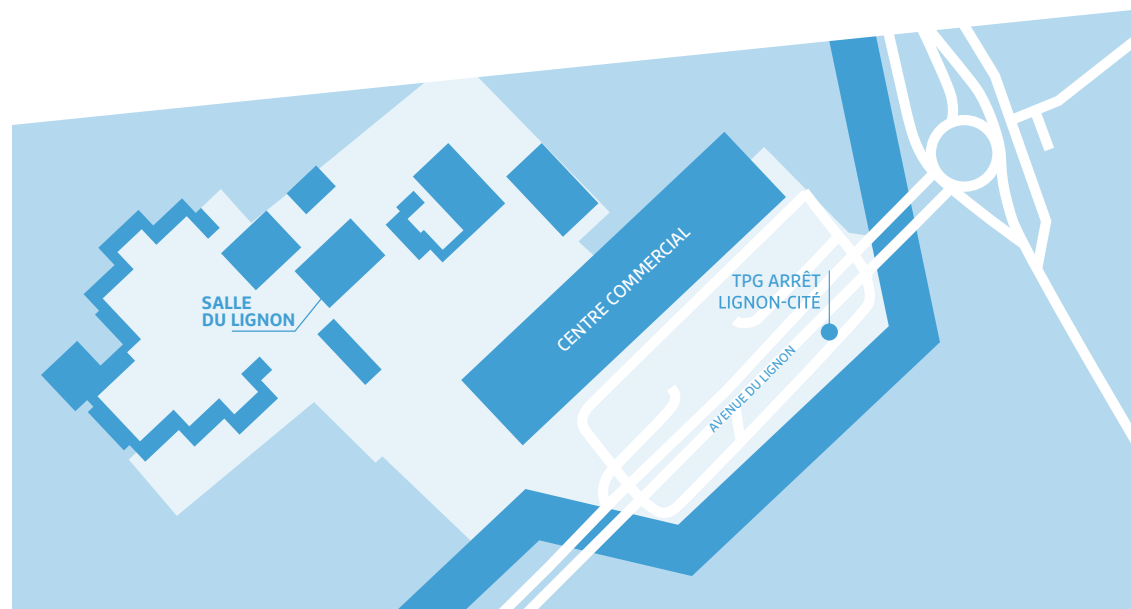 SALLE
DU LIGNON
CENTRE COMMERCIAL
TPG ARRÊT
LIGNON-CITÉ
AVENUE DU LIGNON